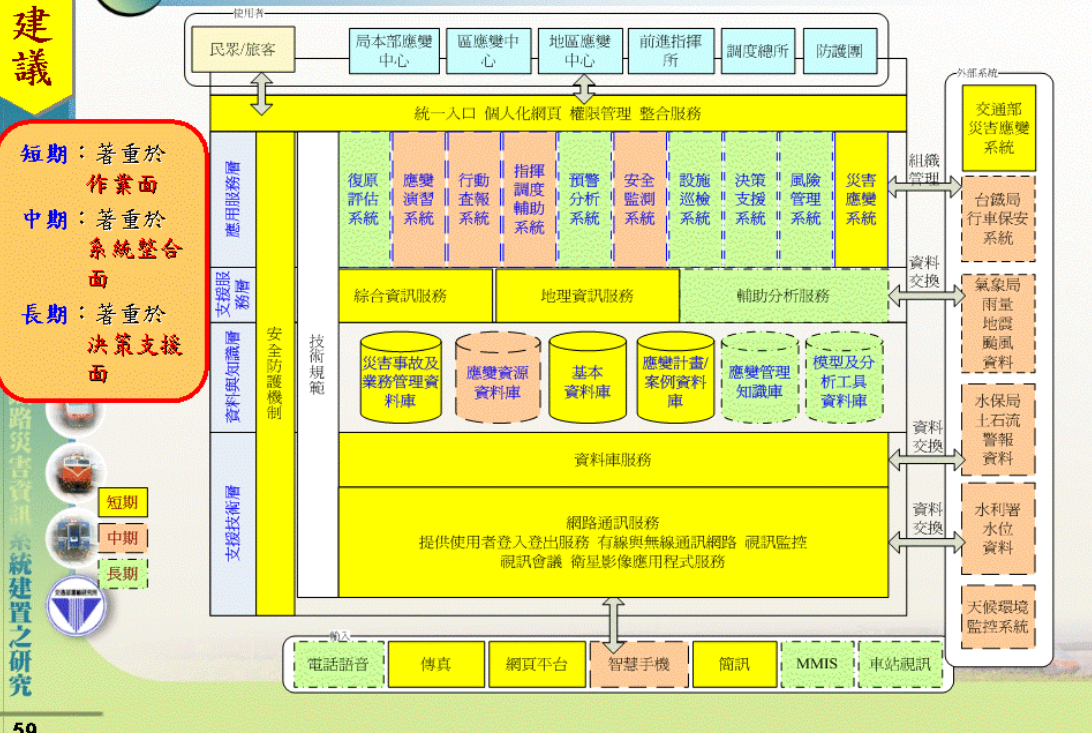 建
議
使用者
民眾/旅客
局本部應變
中心
區應變中
心
地區應變
中心
前進指揮
所
調度總所
防護團
外部系統
統一入口 個人化網頁 權限管理 整合服務
交通部
災害應變
系統
短期：著重於
作業面
中期：著重於
系統整合
面
長期：著重於
決策支援
面
應用服務層
復原
評估
系統
應變
演習
系統
行動
查報
系統
指揮
調度
輔助
系統
預警
分析
系統
安全
監測
系統
設施
巡檢
系統
決策
支援
系統
風險
管理
系統
災害
應變
系統
組織
管理
台鐵局
行車保安
系統
支援服
務層
綜合資訊服務
地理資訊服務
輔助分析服務
資料
交換
氣象局
雨量
地震
颱風
資料
安全防護機制
技術規範
資料與知識層
災害事故及
業務管理資
料庫
應變資源
資料庫
基本
資料庫
應變計畫/
案例資料
庫
應變管理
知識庫
模型及分
析工具
資料庫
水保局
土石流
警報
資料
資料
交換
支援技術層
資料庫服務
網路通訊服務
提供使用者登入登出服務 有線與無線通訊網路 視訊監控
視訊會議 衛星影像應用程式服務
資料
交換
水利署
水位
資料
天候環境
監控系統
短期
中期
長期
輸入
電話語音
傳真
網頁平台
智慧手機
簡訊
MMIS
車站視訊
路災害資訊系統建置之研究
交通部運輸研究所
59